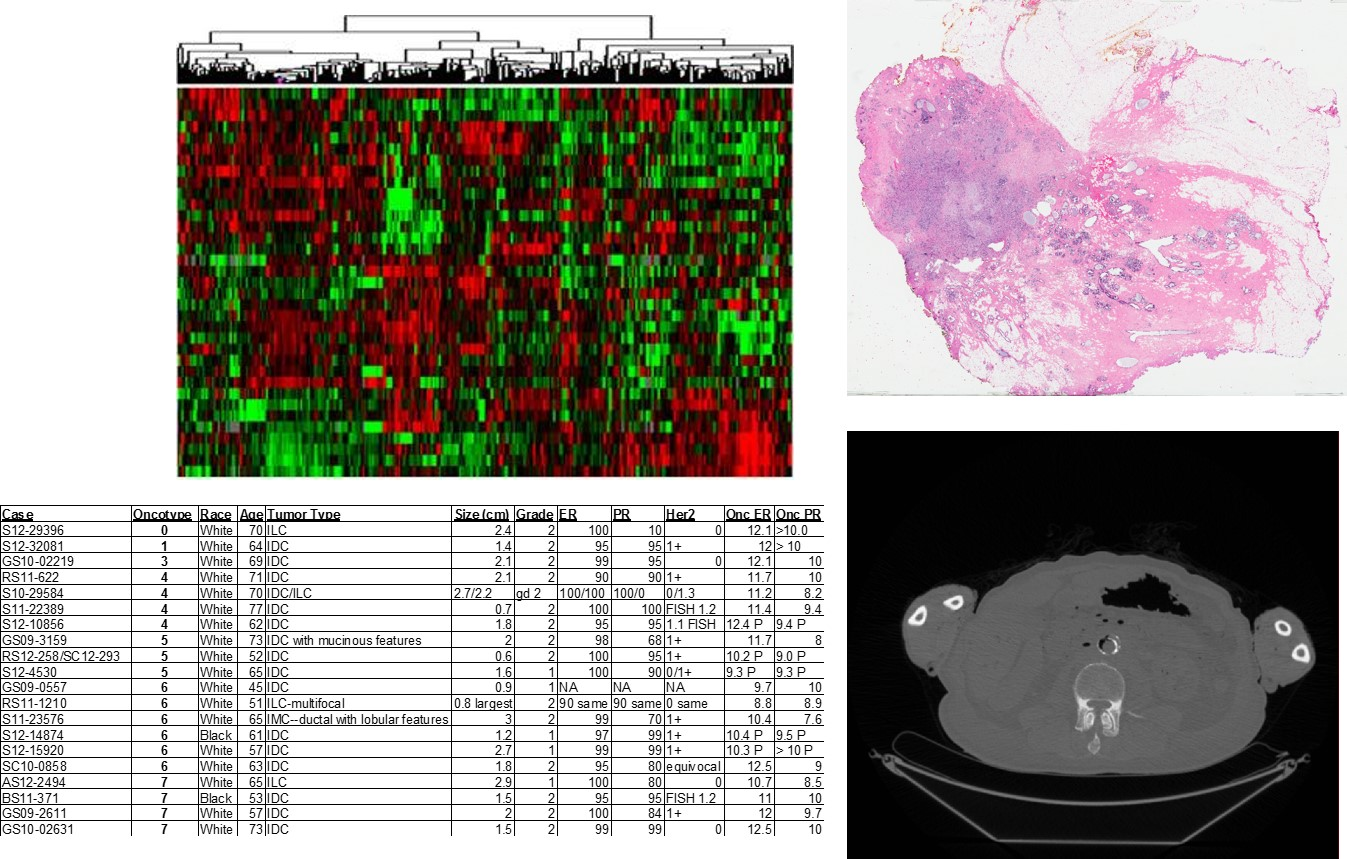 Case Oncotype Race Age Tumor Type Size (cm) Grade ER PR Her2 Onc ER Onc PR
S12-29396 0 White 70 ILC 2.4 2 100 10 0 12.1 >10.0
S12-32081 1 White 64 IDC 1.4 2 95 95 1+ 12 > 10
GS10-02219 3 White 69 IDC 2.1 2 99 95 0 12.1 10
RS11-622 4 White 71 IDC 2.1 2 90 90 1+ 11.7 10
S10-29584 4 White 70 IDC/ILC 2.7/2.2 gd 2 100/100 100/0 0/1.3 11.2 8.2
S11-22389 4 White 77 IDC 0.7 2 100 100 FISH 1.2 11.4 9.4
S12-10856 4 White 62 IDC 1.8 2 95 95 1.1 FISH 12.4 P 9.4 P
GS09-3159 5 White 73 IDC with mucinous features 2 2 98 68 1+ 11.7 8
RS12-258/SC12-293 5 White 52 IDC 0.6 2 100 95 1+ 10.2 P 9.0 P
S12-4530 5 White 65 IDC 1.6 1 100 90 0/1+ 9.3 P 9.3 P
GS09-0557 6 White 45 IDC 0.9 1 NA NA NA 9.7 10
RS11-1210 6 White 51 ILC-multifocal 0.8 largest 2 90 same 90 same 0 same 8.8 8.9
S11-23576 6 White 65 IMC--ductal with lobular features 3 2 99 70 1+ 10.4 7.6
S12-14874 6 Black 61 IDC 1.2 1 97 99 1+ 10.4 P 9.5 P
S12-15920 6 White 57 IDC 2.7 1 99 99 1+ 10.3 P > 10 P
SC10-0858 6 White 63 IDC 1.8 2 95 80 equivocal 12.5 9
AS12-2494 7 White 65 ILC 2.9 1 100 80 0 10.7 8.5
BS11-371 7 Black 53 IDC 1.5 2 95 95 FISH 1.2 11 10
GS09-2611 7 White 57 IDC 2 2 100 84 1+ 12 9.7
GS10-02631 7 White 73 IDC 1.5 2 99 99 0 12.5 10